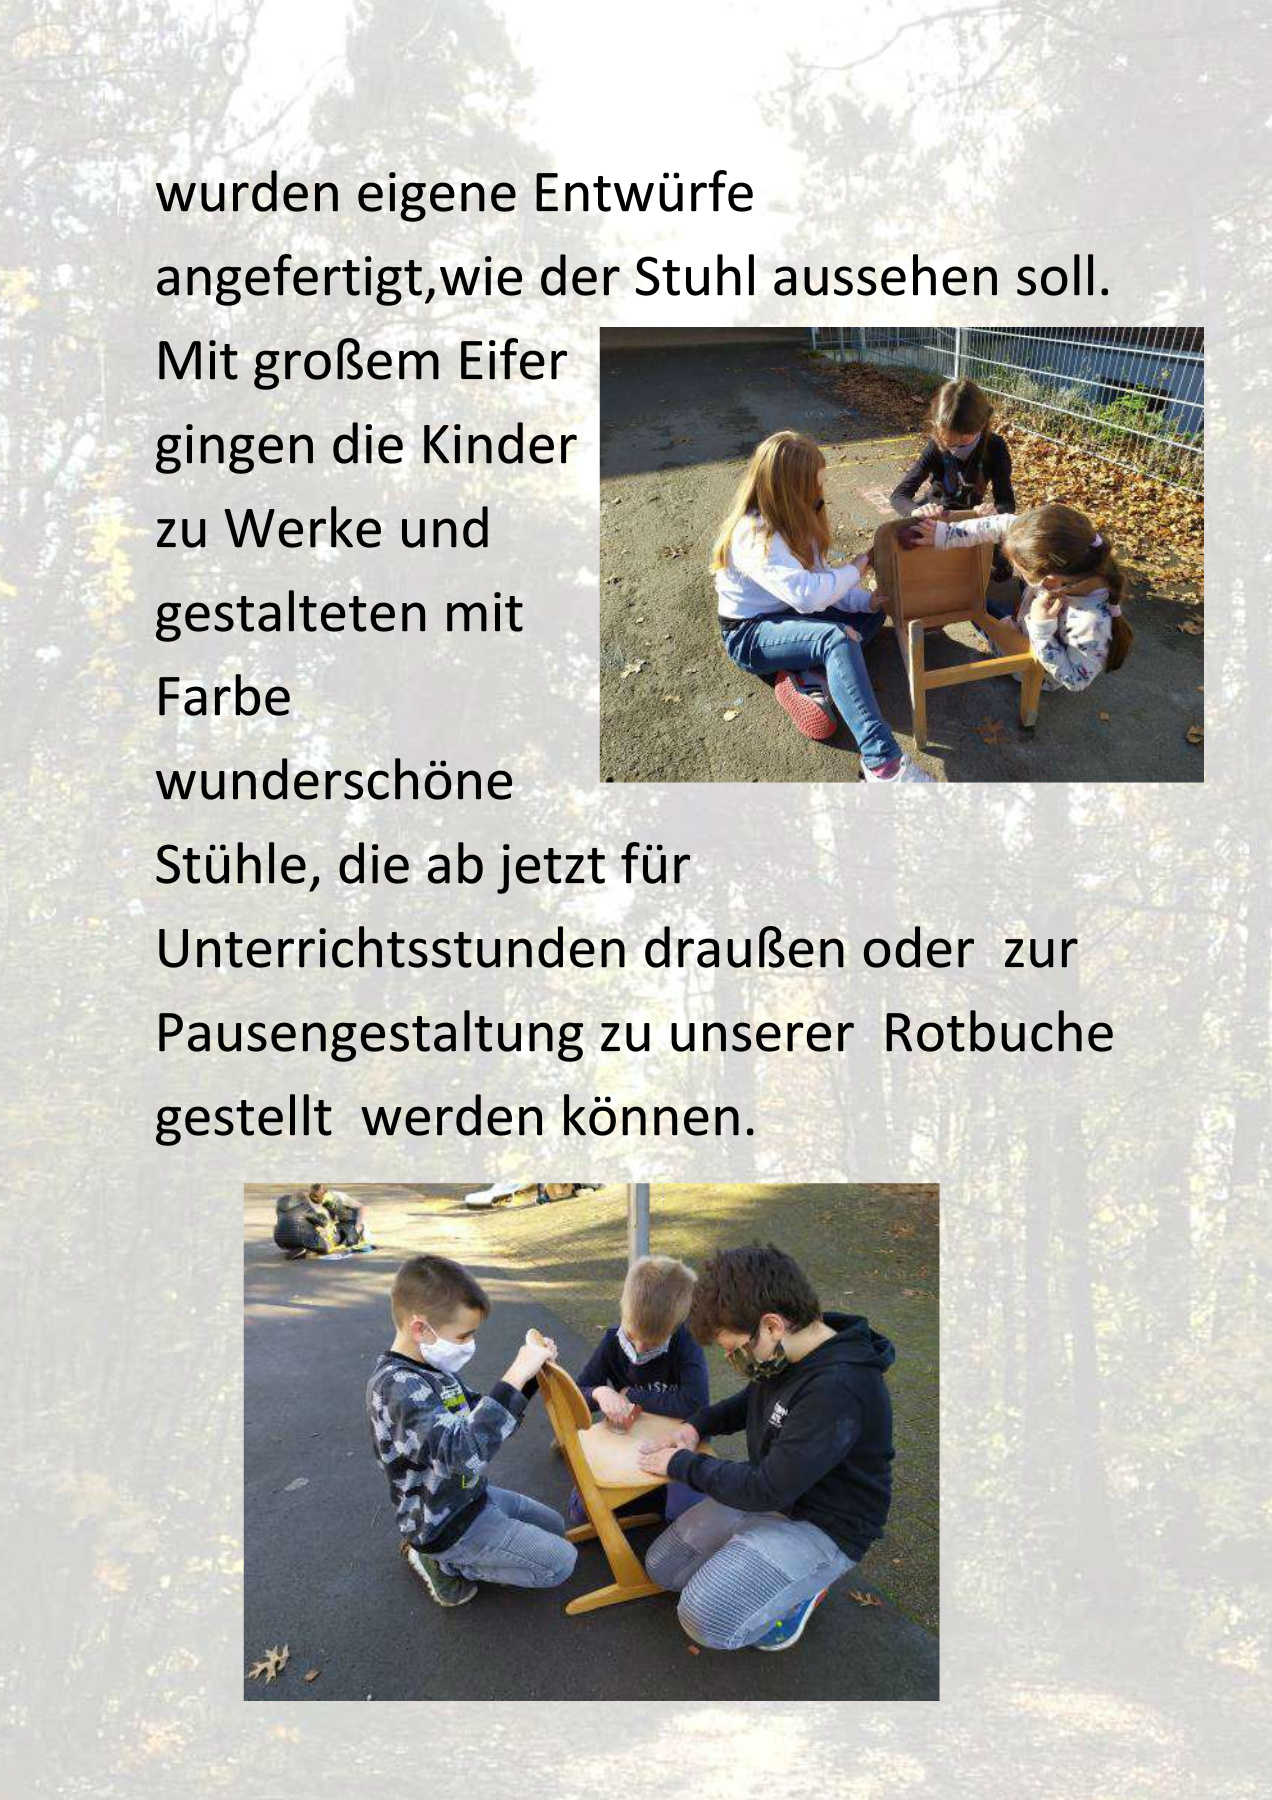 wurden eigene Entwürfe
angefertigt,wie der Stuhl aussehen soll.
Mit großem Eifer
gingen die Kinder
zu Werke und
gestalteten mit
Farbe
wunderschöne
Stühle, die ab jetzt für
Unterrichtsstunden draußen oder  zur
Pausengestaltung zu unserer  Rotbuche
gestellt  werden können.